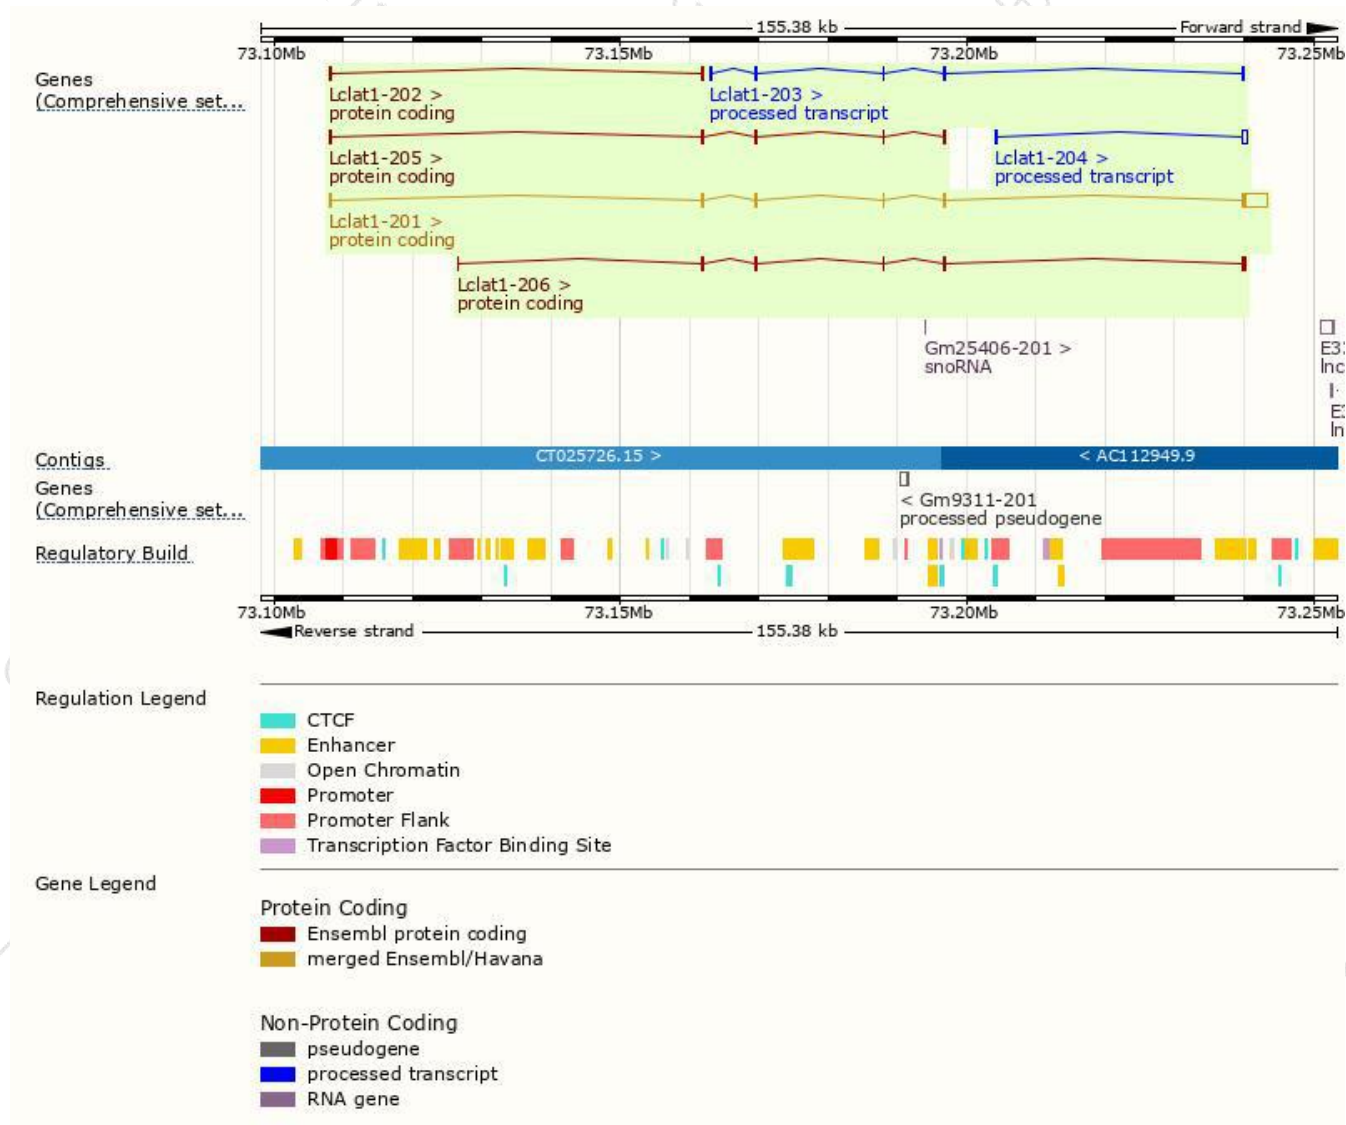 155.38 kb
Forward strand
73.10Mb 73.15Mb 73.20Mb 73.25Mb
Genes
(Comprehensive set...
Lclat1-202 >
protein coding
Lclat1-203 >
processed transcript
Lclat1-205 >
protein coding
Lclat1-204 >
processed transcript
Lclat1-201 >
protein coding
Lclat1-206 >
protein coding
Gm25406-201 >
snoRNA
E3
lnc
E
ln
Contigs
CT025726.15 >
< AC112949.9
Genes
(Comprehensive set...
< Gm9311-201
processed pseudogene
Regulatory Build
73.10Mb 73.15Mb 73.20Mb 73.25Mb
Reverse strand
155.38 kb
Regulation Legend
CTCF
Enhancer
Open Chromatin
Promoter
Promoter Flank
Transcription Factor Binding Site
Gene Legend
Protein Coding
Ensembl protein coding
merged Ensembl/Havana
Non-Protein Coding
pseudogene
processed transcript
RNA gene